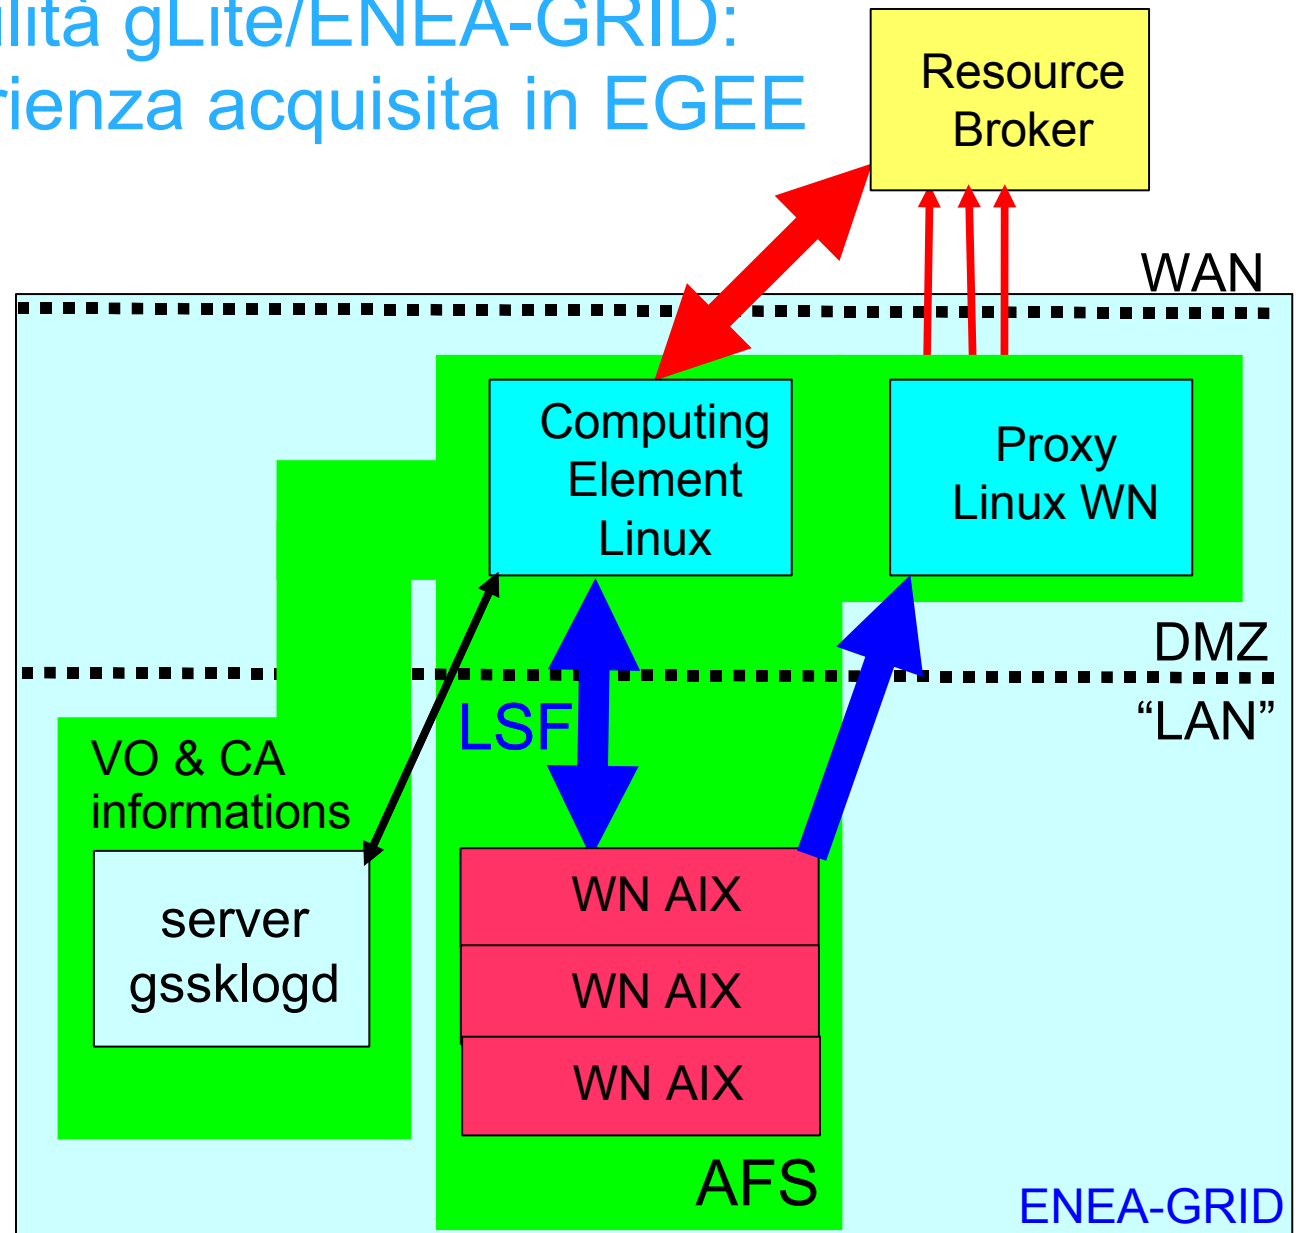 ilità gLite/ENEA-GRID:
rienza acquisita in EGEE
Resource
Broker
WAN
Computing
Element
Linux
Proxy
Linux WN
DMZ
“LAN”
LSF
VO & CA
informations
server
gssklogd
WN AIX
WN AIX
WN AIX
AFS
ENEA-GRID